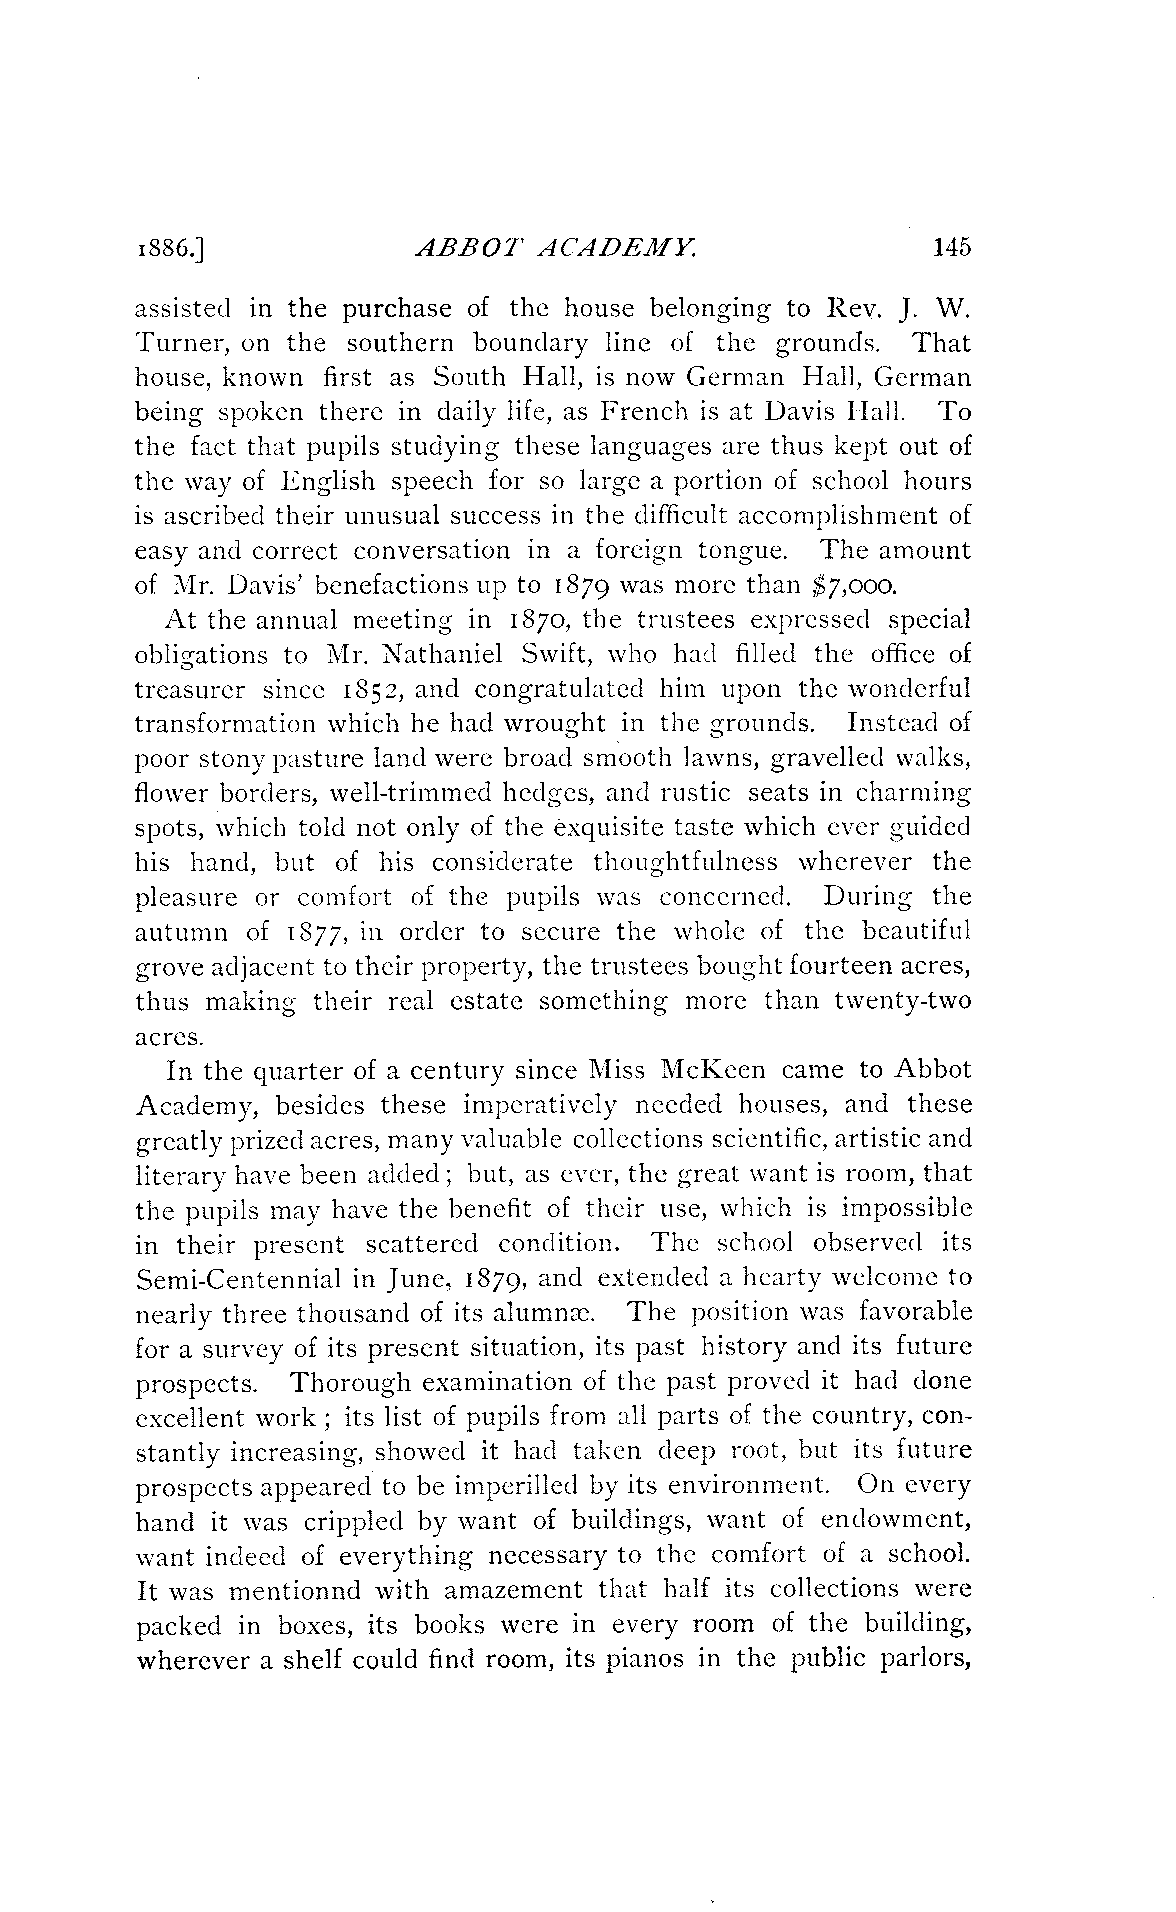 1886.] ABBOT ACADEMY. 145
assisted in the purchase of the house belonging to Rev. J. W.
Turner, on the southern boundary line of the grounds. That
house, known first as South Hall, is now German Hall, German
being spoken there in daily life, as French is at Davis Hall. To
the fact that pupils studying these languages are thus kept out of
the way of English speech for so large a portion of school hours
is ascribed their unusual success in the difficult accomplishment of
easy and correct conversation in a foreign tongue. The amount
of Mr. Davis' benefactions up to 1879 was more than $7,000.
At the annual meeting in 1870, the trustees expressed special
obligations to Mr. Nathaniel Swift, who had filled the office of
treasurer since 1852, and congratulated him upon the wonderful
transformation which he had wrought in the grounds. Instead of
poor stony pasture land were broad smooth lawns, gravelled walks,
flower borders, well-trimmed hedges, and rustic seats in charming
spots, which told not only of the exquisite taste which ever guided
his hand, but of his considerate thoughtfulness wherever the
pleasure or comfort of the pupils was concerned. During the
autumn of 1877, in order to secure the whole of the beautiful
grove adjacent to their property, the trustees bought fourteen acres,
thus making their real estate something more than twenty-two
acres.
In the quarter of a century since Miss McKeen came to Abbot
Academy, besides these imperatively needed houses, and these
greatly prized acres, many valuable collections scientific, artistic and
literary have been added; but, as ever, the great want is room, that
the pupils may have the benefit of their use, which is impossible
in their present scattered condition. The school observed its
Semi-Centennial in June, 1879, and extended a hearty welcome to
nearly three thousand of its alumnæ. The position was favorable
for a survey of its present situation, its past history and its future
prospects. Thorough examination of the past proved it had done
excellent work; its list of pupils from all parts of the country, con-
stantly increasing, showed it had taken deep root, but its future
prospects appeared to be imperilled by its environment. On every
hand it was crippled by want of buildings, want of endowment,
want indeed of everything necessary to the comfort of a school.
It was mentionnd with amazement that half its collections were
packed in boxes, its books were in every room of the building,
wherever a shelf could find room, its pianos in the public parlors,